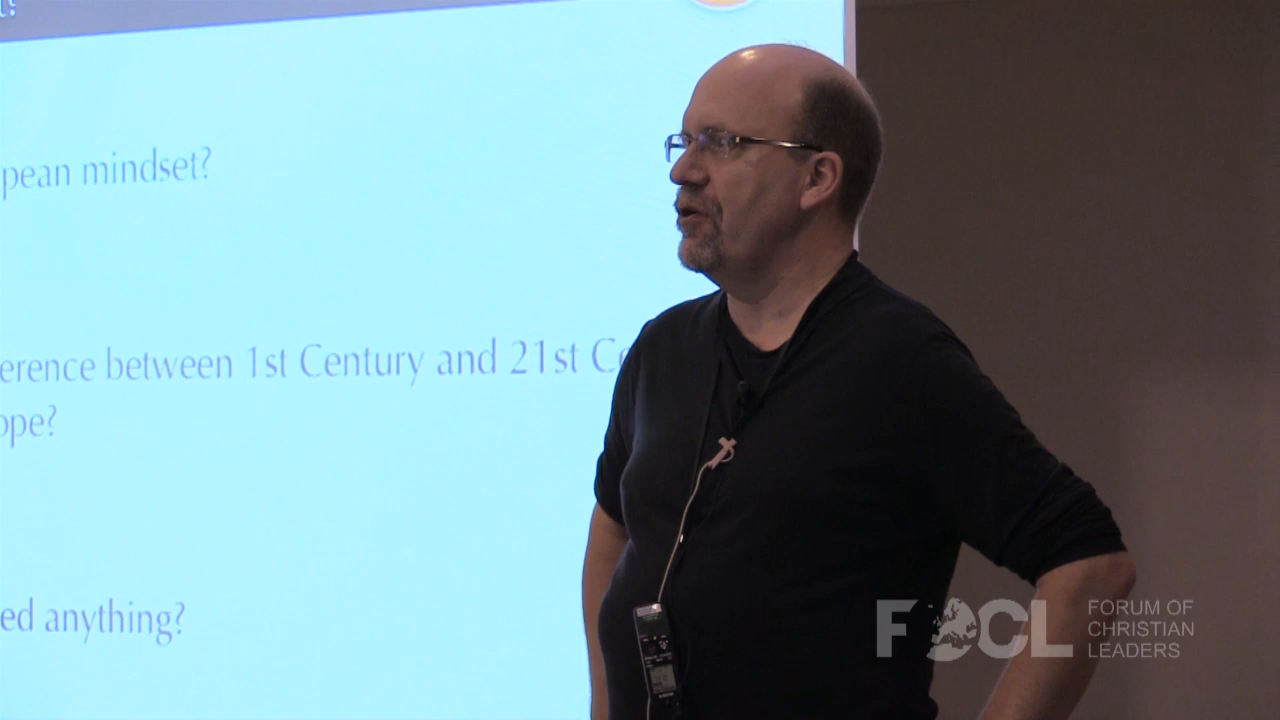 pean mindset?
erence between 1st Century and 21st Ce
ope?
ed anything?
FOCL
FORUM OF
CHRISTIAN
LEADERS